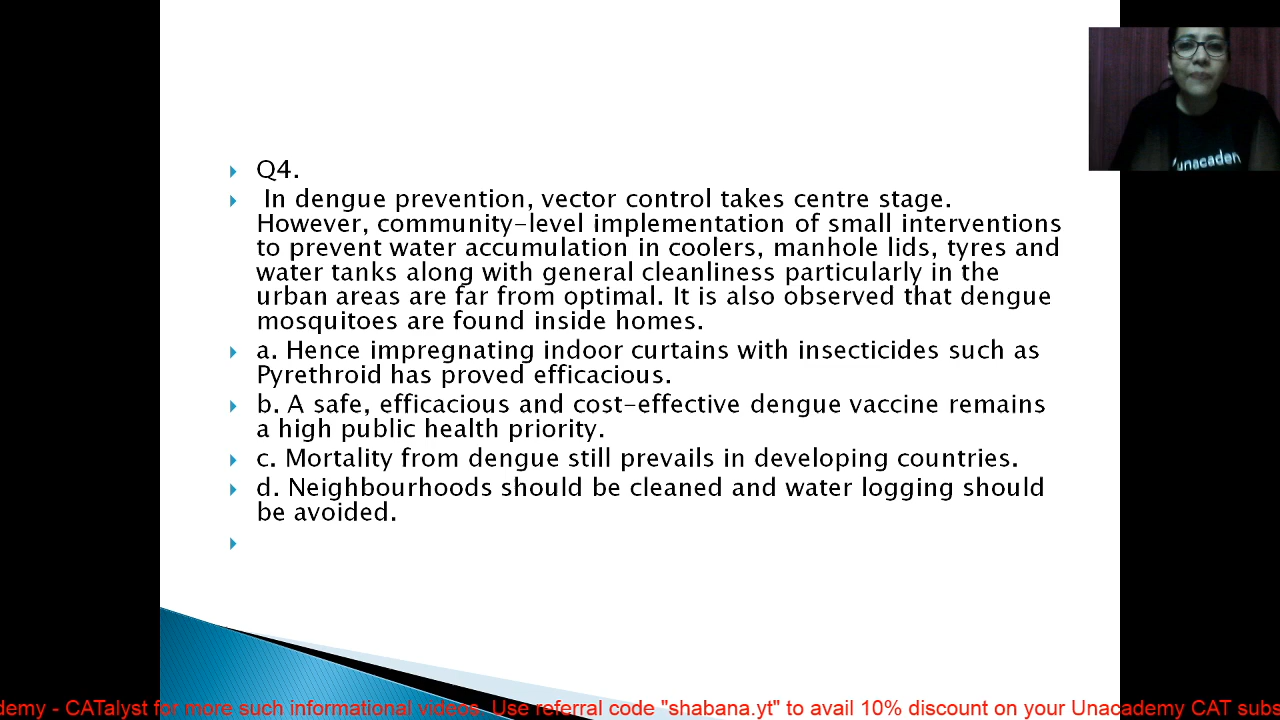 unacadem
Q4.
In dengue prevention, vector control takes centre stage.
However, community-level implementation of small interventions
to prevent water accumulation in coolers, manhole lids, tyres and
water tanks along with general cleanliness particularly in the
urban areas are far from optimal. It is also observed that dengue
mosquitoes are found inside homes.
a. Hence impregnating indoor curtains with insecticides such as
Pyrethroid has proved efficacious.
b. A safe, efficacious and cost-effective dengue vaccine remains
a high public health priority.
c. Mortality from dengue still prevails in developing countries.
d. Neighbourhoods should be cleaned and water logging should
be avoided.
demy - CATalyst for more such informational videos. Use referral code "shabana.yt" to avail 10% discount on your Unacademy CAT subs